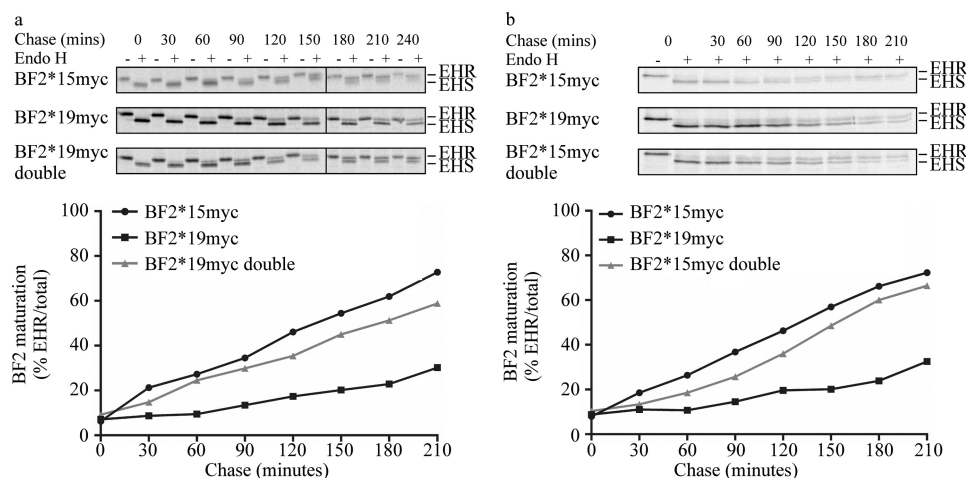 a
Chase (mins) 0 30 60 90 120 150 180 210 240
Endo H - + - + - + - + - + - + - + - + - +
BF2*15myc EHR
EHS
BF2*19myc EHR
EHS
BF2*19myc EHR
double EHS
100
80
60
40
20
0
BF2 maturation
(% EHR/total)
BF2*15myc
BF2*19myc
BF2*19myc double
0 30 60 90 120 150 180 210
Chase (minutes)
b
Chase (mins) 0 30 60 90 120 150 210
Endo H - + + + + + + + +
BF2*15myc EHR
EHS
BF2*19myc EHR
EHS
BF2*15myc EHR
double EHS
100
80
60
40
20
0
BF2 maturation
(% EHR/total)
BF2*15myc
BF2*19myc
BF2*15myc double
0 30 60 90 120 150 180 210
Chase (minutes)